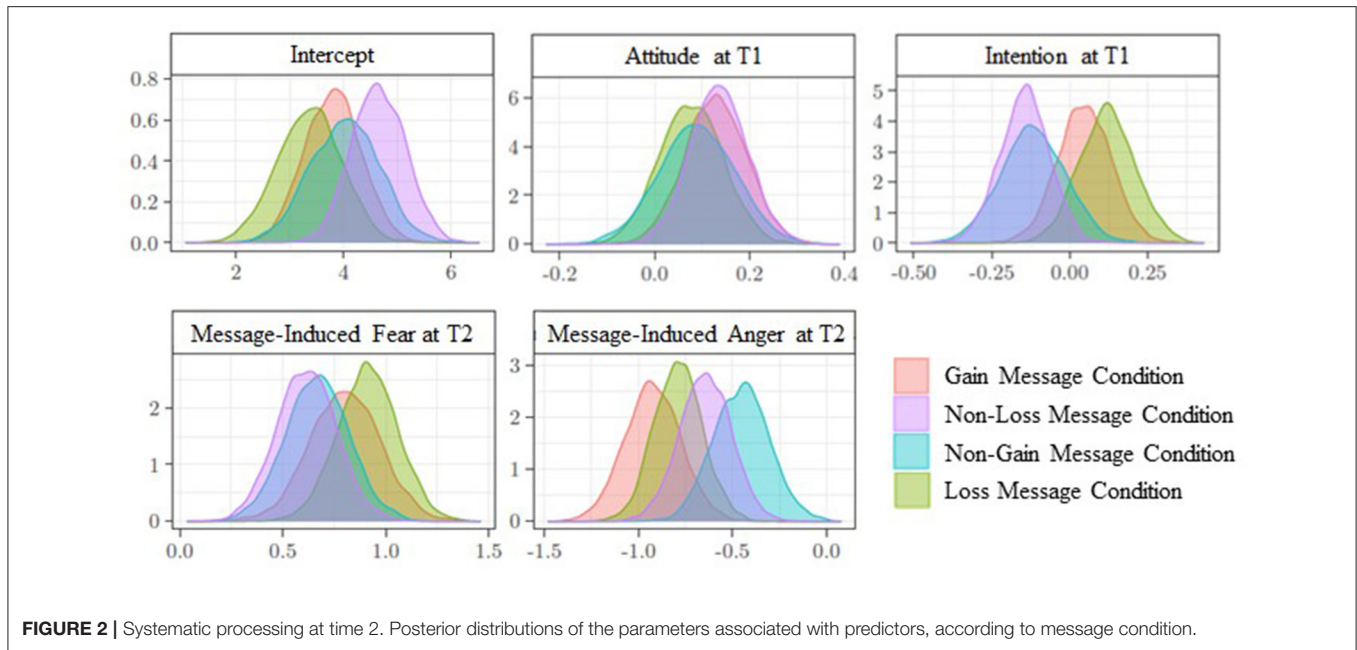 Intercept
Attitude at T1
Intention at T1
0.8
0.6
0.4
0.2
0.0
2 4 6
6
4
2
0
-0.2 0.0 0.2 0.4
5
4
3
2
1
0
-0.50 -0.25 0.00 0.25
Message-Induced Fear at T2
Message-Induced Anger at T2
2
1
0
0.0 0.5 1.0 1.5
3
2
1
0
-1.5 -1.0 -0.5 0.0
Gain Message Condition
Non-Loss Message Condition
Non-Gain Message Condition
Loss Message Condition
FIGURE 2 | Systematic processing at time 2. Posterior distributions of the parameters associated with predictors, according to message condition.